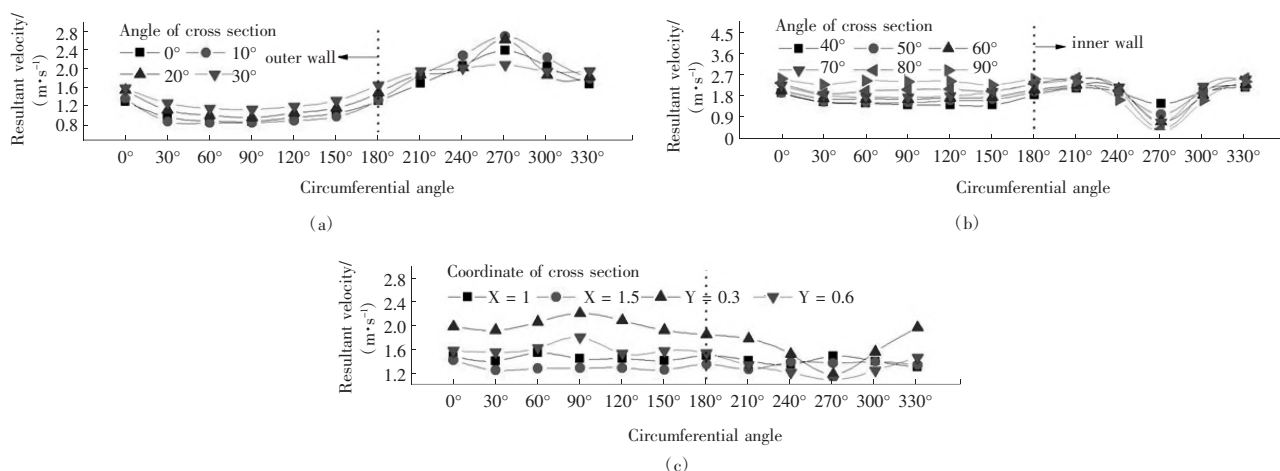 Resultant velocity/
(m•s⁻¹)
2.8
2.4
2.0
1.6
1.2
0.8
Angle of cross section
0° 10°
20° 30°
outer wall
0° 30° 60° 90° 120° 150° 180° 210° 240° 270° 300° 330°
Circumferential angle
(a)
Resultant velocity/
(m•s⁻¹)
4.5
3.6
2.7
1.8
0.9
0
Angle of cross section
40° 50° 60°
70° 80° 90°
inner wall
0° 30° 60° 90° 120° 150° 180° 210° 240° 270° 300° 330°
Circumferential angle
(b)
Resultant velocity/
(m•s⁻¹)
2.8
2.4
2.0
1.6
1.2
Coordinate of cross section
X = 1 X = 1.5 Y = 0.3 Y = 0.6
0° 30° 60° 90° 120° 150° 180° 210° 240° 270° 300° 330°
Circumferential angle
(c)